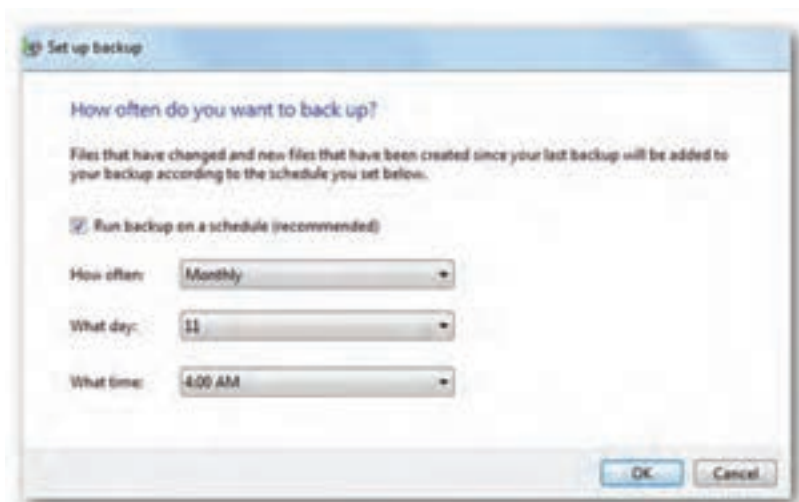 Set up backup
How often do you want to back up?
Files that have changed and new files that have been created since your last backup will be added to
your backup according to the schedule you set below.
Run backup on a schedule (recommended)
How often: Monthly
What day: 11
What time: 4:00 AM
OK Cancel